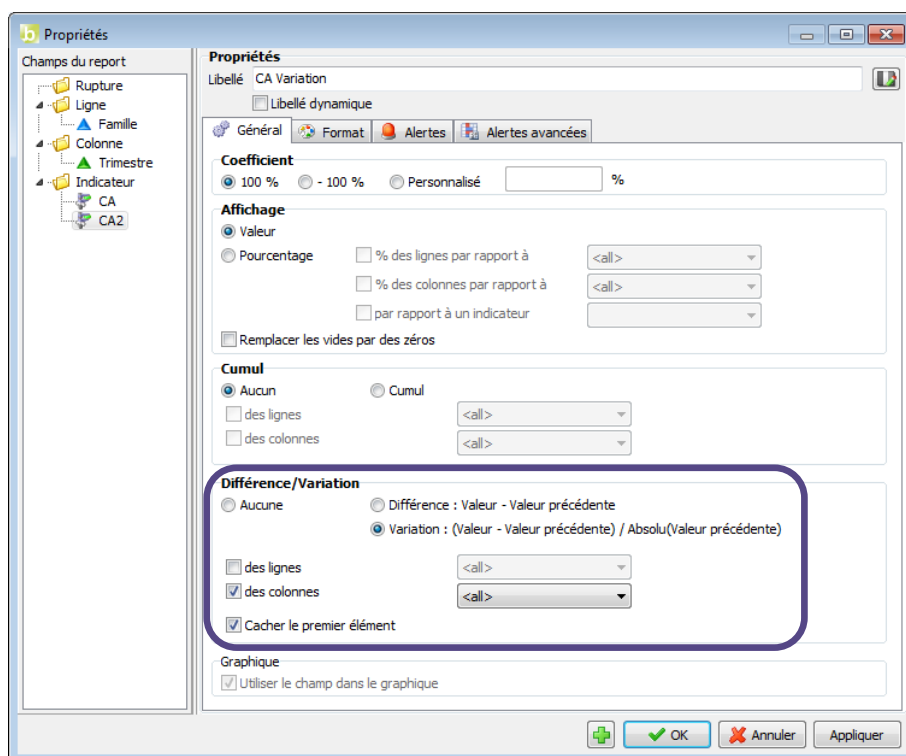 Propriétés
Champs du report
Rupture
Ligne
Famille
Colonne
Trimestre
Indicateur
CA
CA2
Propriétés
Libellé CA Variation
Libellé dynamique
Général Format Alertes Alertes avancées
Coefficient
100 % - 100 % Personnalisé %
Affichage
Valeur
Pourcentage % des lignes par rapport à <all>
% des colonnes par rapport à <all>
par rapport à un indicateur
Remplacer les vides par des zéros
Cumul
Aucun Cumul
des lignes <all>
des colonnes <all>
Différence/Variation
Aucune Différence : Valeur - Valeur précédente
Variation : (Valeur - Valeur précédente) / Absolu(Valeur précédente)
des lignes <all>
des colonnes <all>
Cacher le premier élément
Graphique
Utiliser le champ dans le graphique
OK Annuler Appliquer